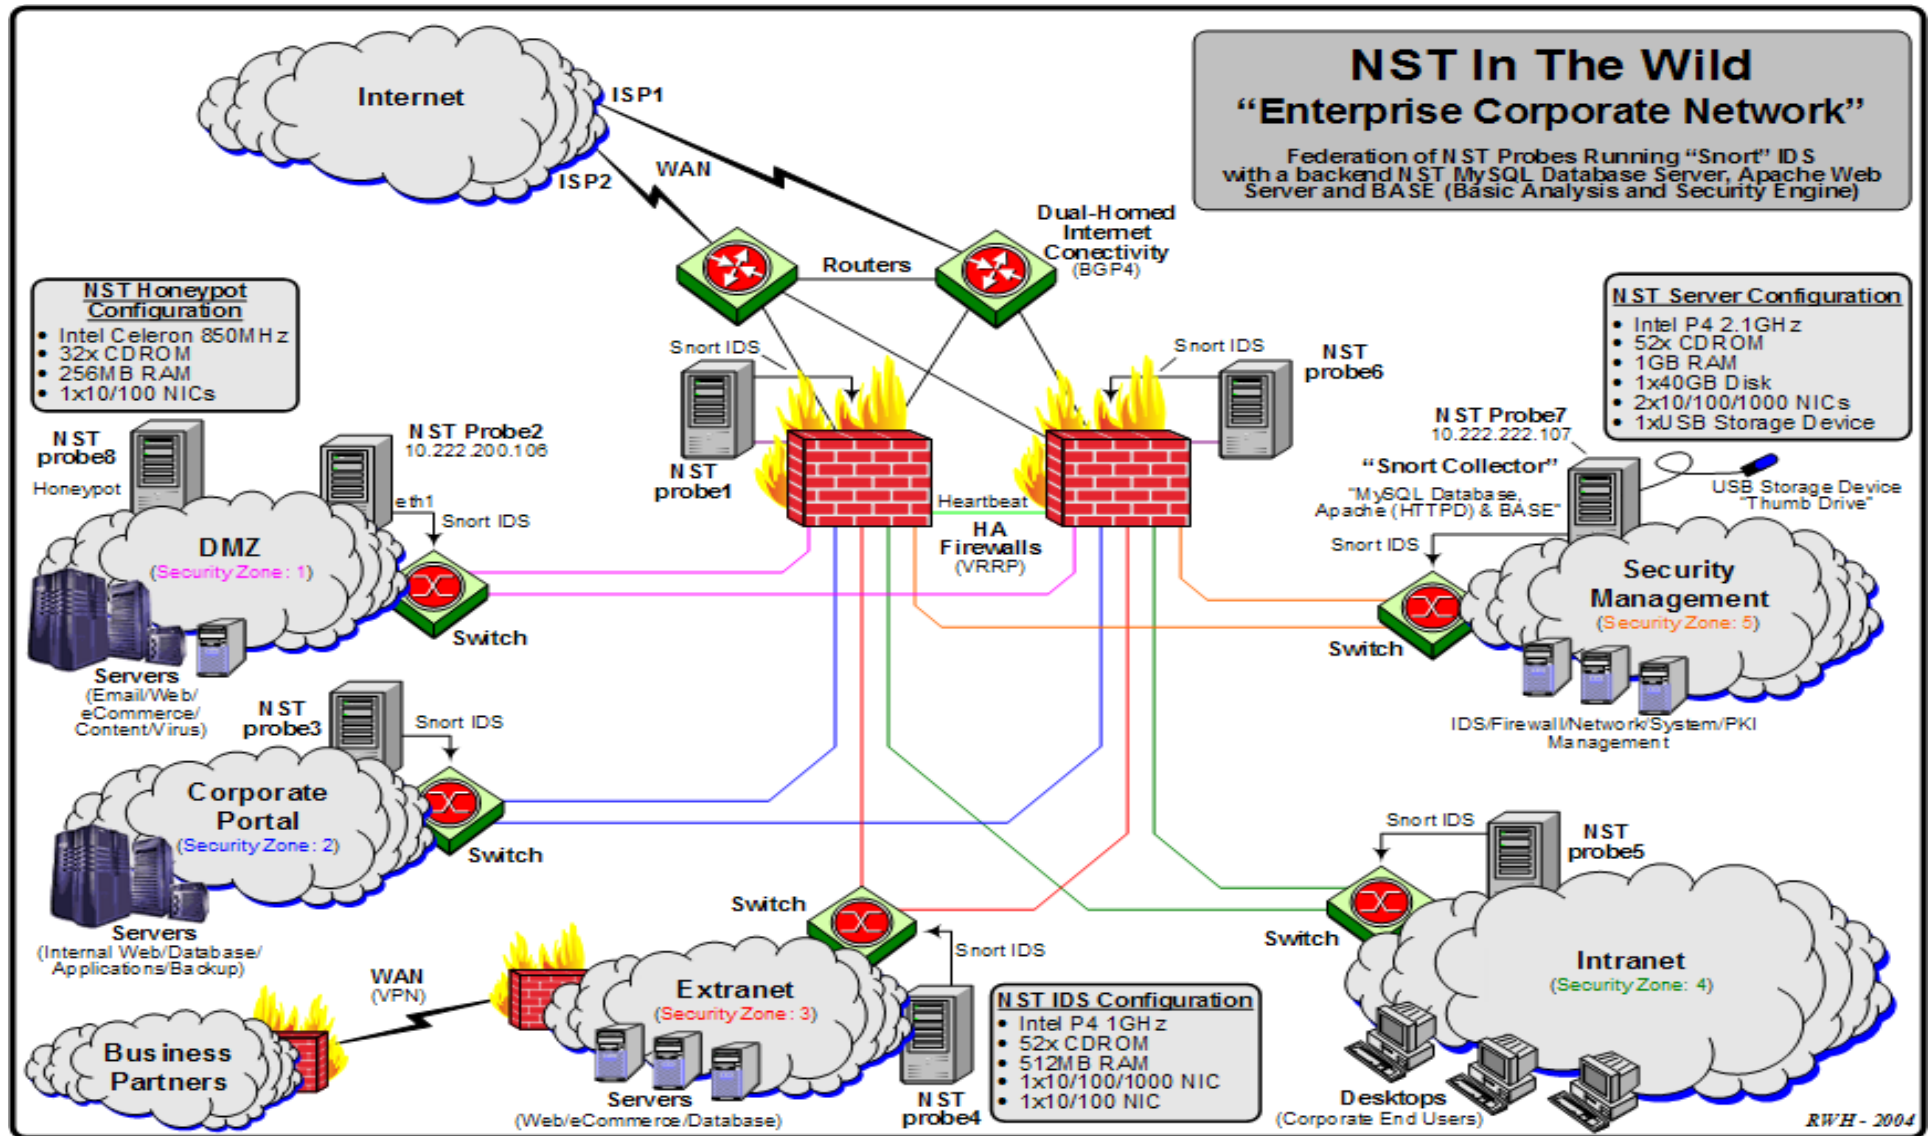 NST In The Wild
“Enterprise Corporate Network”
Federation of NST Probes Running “Snort” IDS
with a backend NST MySQL Database Server, Apache Web
Server and BASE (Basic Analysis and Security Engine)
Internet
ISP1
ISP2
WAN
Dual-Homed
Internet
Conectivity
(BGP4)
Routers
NST Honeypot
Configuration
• Intel Celeron 850MHz
• 32x CDROM
• 256MB RAM
• 1x10/100 NICs
NST Server Configuration
• Intel P4 2.1GHz
• 52x CDROM
• 1GB RAM
• 1x40GB Disk
• 2x10/100/1000 NICs
• 1xUSB Storage Device
Snort IDS
NST
probe1
Snort IDS
NST
probe6
NST
probe8
Honeypot
NST Probe2
10.222.200.106
eth1
Snort IDS
DMZ
(Security Zone: 1)
Switch
Servers
(Email/Web/
eCommerce/
Content/Virus)
Heartbeat
HA
Firewalls
(VRRP)
NST Probe7
10.222.222.107
“Snort Collector”
"MySQL Database,
Apache (HTTPD) & BASE"
USB Storage Device
"Thumb Drive"
Snort IDS
Switch
Security
Management
(Security Zone: 5)
IDS/Firewall/Network/System/PKI
Management
NST
probe3
Snort IDS
Corporate
Portal
(Security Zone: 2)
Switch
Servers
(Internal Web/Database/
Applications/Backup)
Snort IDS
NST
probe5
Switch
Intranet
(Security Zone: 4)
Desktops
(Corporate End Users)
Switch
Snort IDS
WAN
(VPN)
Extranet
(Security Zone: 3)
Servers
(Web/eCommerce/Database)
NST
probe4
Business
Partners
NST IDS Configuration
• Intel P4 1GHz
• 52x CDROM
• 512MB RAM
• 1x10/100/1000 NIC
• 1x10/100 NIC
RWH - 2004